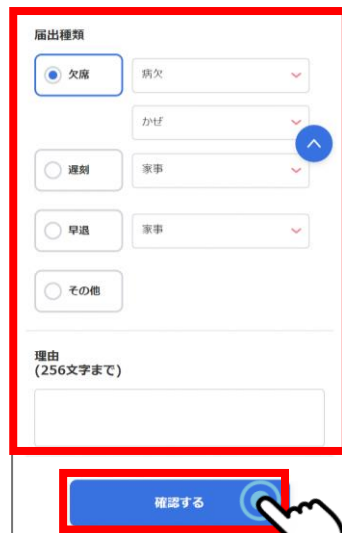 届出種類
欠席
病欠
かぜ
遅刻
家事
早退
家事
その他
理由
(256文字まで)
確認する